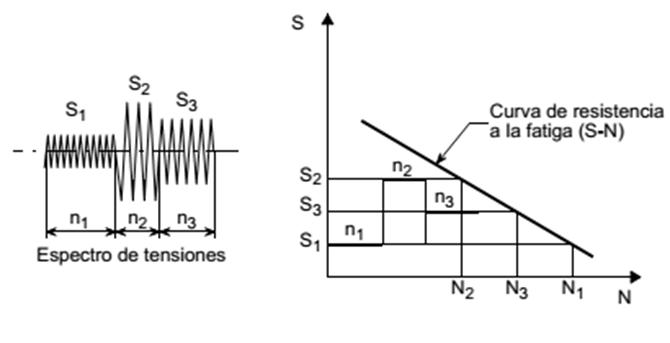 S1
S2
S3
n1
n2
n3
Espectro de tensiones
S
Curva de resistencia
a la fatiga (S-N)
S2
n2
S3
n3
S1
n1
N2
N3
N1
N